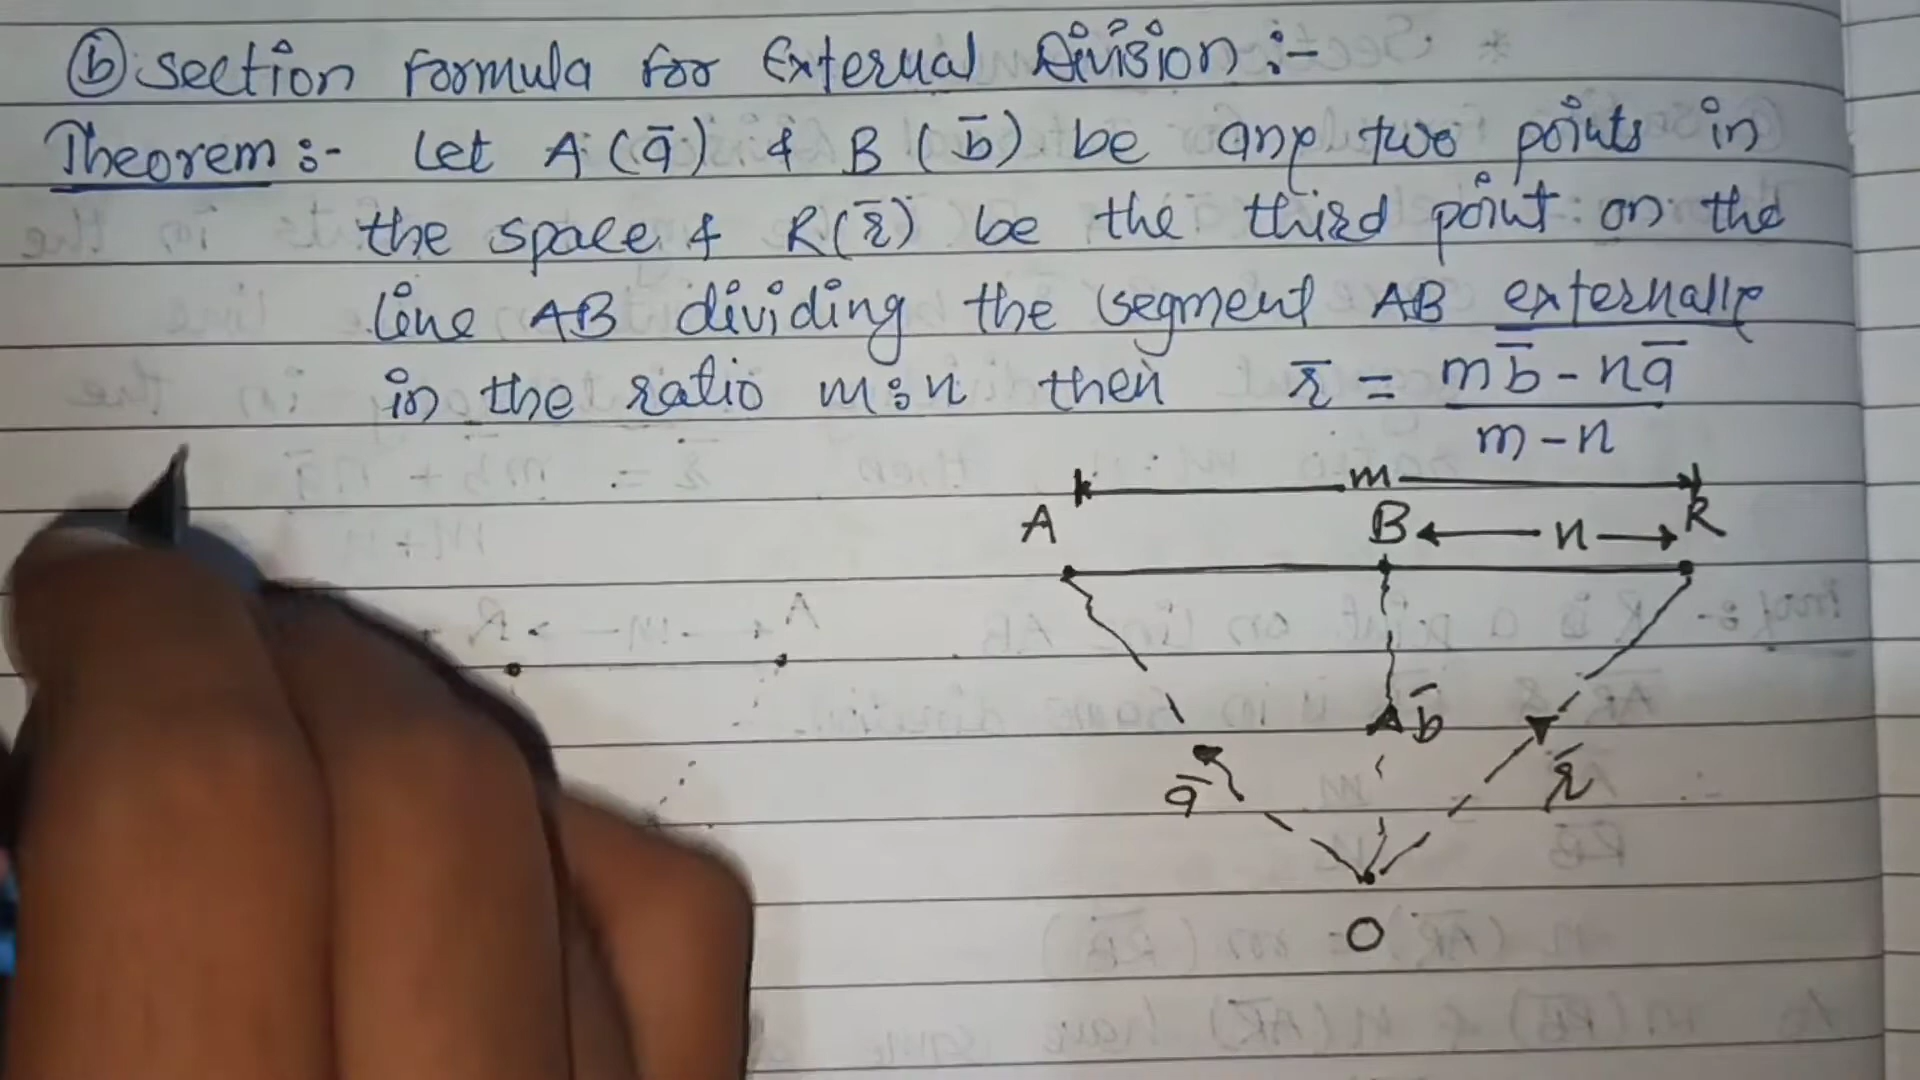 ⓑ Section Formula for External Division :-
Theorem :- Let A (a̅) & B (b̅) be any two points in
the space & R(r̅) be the third point on the
line AB dividing the segment AB externally
in the ratio m:n then r̅ = mb̅ - na̅
m - n
m
A B n R
b̅
a̅ r̅
O